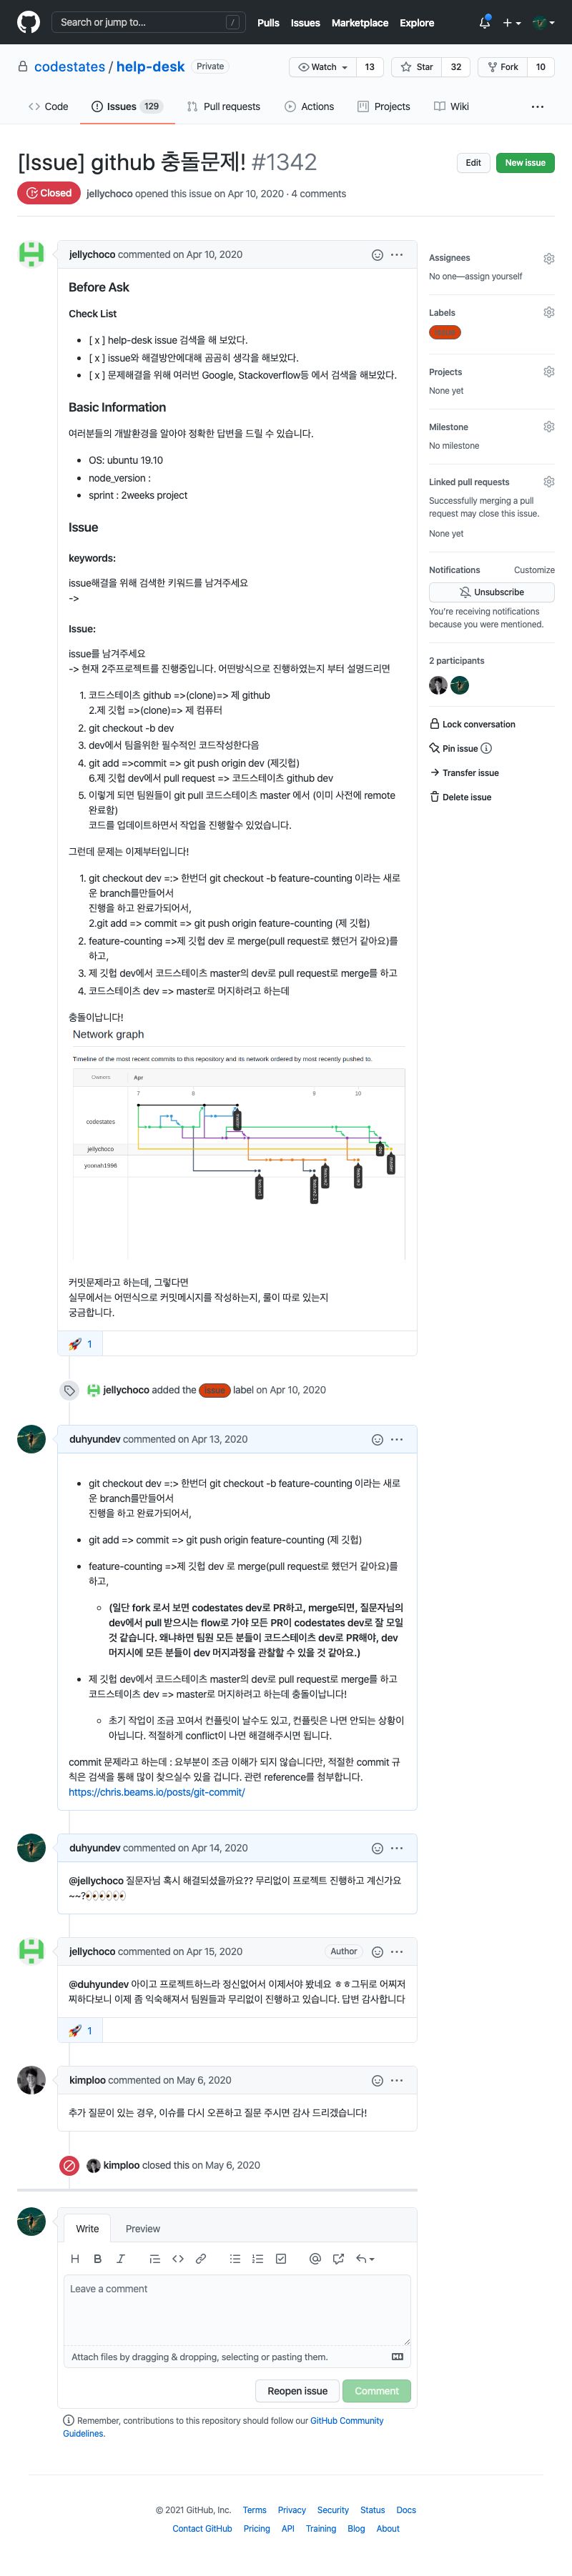 Search or jump to...
/
Pulls Issues Marketplace Explore
codestates / help-desk Private
Watch 13 Star 32 Fork 10
Code Issues 129 Pull requests Actions Projects Wiki
[Issue] github 충돌문제! #1342
Edit New issue
Closed jellychoco opened this issue on Apr 10, 2020 · 4 comments
jellychoco commented on Apr 10, 2020
Before Ask
Check List
[ x ] help-desk issue 검색을 해 보았다.
[ x ] issue와 해결방안에대해 곰곰히 생각을 해보았다.
[ x ] 문제해결을 위해 여러번 Google, Stackoverflow등 에서 검색을 해보았다.
Basic Information
여러분들의 개발환경을 알아야 정확한 답변을 드릴 수 있습니다.
OS: ubuntu 19.10
node_version :
sprint : 2weeks project
Issue
keywords:
issue해결을 위해 검색한 키워드를 남겨주세요
->
Issue:
issue를 남겨주세요
-> 현재 2주프로젝트를 진행중입니다. 어떤방식으로 진행하였는지 부터 설명드리면
1. 코드스테이츠 github =>(clone)=> 제 github
2.제 깃헙 =>(clone)=> 제 컴퓨터
2. git checkout -b dev
3. dev에서 팀을위한 필수적인 코드작성한다음
4. git add =>commit => git push origin dev (제깃헙)
6.제 깃헙 dev에서 pull request => 코드스테이츠 github dev
5. 이렇게 되면 팀원들이 git pull 코드스테이츠 master 에서 (이미 사전에 remote
완료함)
코드를 업데이트하면서 작업을 진행할수 있었습니다.
그런데 문제는 이제부터입니다!
1. git checkout dev =:> 한번더 git checkout -b feature-counting 이라는 새로
운 branch를만들어서
진행을 하고 완료가되어서,
2.git add => commit => git push origin feature-counting (제 깃헙)
2. feature-counting =>제 깃헙 dev 로 merge(pull request로 했던거 같아요)를
하고,
3. 제 깃헙 dev에서 코드스테이츠 master의 dev로 pull request로 merge를 하고
4. 코드스테이츠 dev => master로 머지하려고 하는데
충돌이납니다!
Network graph
Timeline of the most recent commits to this repository and its network ordered by most recently pushed to.
Owners Apr
7 8 9 10
codestates
jellychoco
yoonah1996
커밋문제라고 하는데, 그렇다면
실무에서는 어떤식으로 커밋메시지를 작성하는지, 룰이 따로 있는지
궁금합니다.
1
jellychoco added the issue label on Apr 10, 2020
duhyundev commented on Apr 13, 2020
git checkout dev =:> 한번더 git checkout -b feature-counting 이라는 새로
운 branch를만들어서
진행을 하고 완료가되어서,
git add => commit => git push origin feature-counting (제 깃헙)
feature-counting =>제 깃헙 dev 로 merge(pull request로 했던거 같아요)를
하고,
(일단 fork 로서 보면 codestates dev로 PR하고, merge되면, 질문자님의
dev에서 pull 받으시는 flow로 가야 모든 PR이 codestates dev로 잘 모일
것 같습니다. 왜냐하면 팀원 모든 분들이 코드스테이츠 dev로 PR해야, dev
머지시에 모든 분들이 dev 머지과정을 관찰할 수 있을 것 같아요.)
제 깃헙 dev에서 코드스테이츠 master의 dev로 pull request로 merge를 하고
코드스테이츠 dev => master로 머지하려고 하는데 충돌이납니다!
초기 작업이 조금 꼬여서 컨플릿이 날수도 있고, 컨플릿은 나면 안되는 상황이
아닙니다. 적절하게 conflict이 나면 해결해주시면 됩니다.
commit 문제라고 하는데 : 요부분이 조금 이해가 되지 않습니다만, 적절한 commit 규
칙은 검색을 통해 많이 찾으실수 있을 겁니다. 관련 reference를 첨부합니다.
https://chris.beams.io/posts/git-commit/
duhyundev commented on Apr 14, 2020
@jellychoco 질문자님 혹시 해결되셨을까요?? 무리없이 프로젝트 진행하고 계신가요
~~?👀👀👀
jellychoco commented on Apr 15, 2020 Author
@duhyundev 아이고 프로젝트하느라 정신없어서 이제서야 봤네요 ㅎㅎ그뒤로 어찌저
찌하다보니 이제 좀 익숙해져서 팀원들과 무리없이 진행하고 있습니다. 답변 감사합니다
1
kimploo commented on May 6, 2020
추가 질문이 있는 경우, 이슈를 다시 오픈하고 질문 주시면 감사 드리겠습니다!
kimploo closed this on May 6, 2020
Write Preview
Leave a comment
Attach files by dragging & dropping, selecting or pasting them.
Reopen issue Comment
Remember, contributions to this repository should follow our GitHub Community
Guidelines.
Assignees
No one—assign yourself
Labels
Projects
None yet
Milestone
No milestone
Linked pull requests
Successfully merging a pull
request may close this issue.
None yet
Notifications Customize
Unsubscribe
You're receiving notifications
because you were mentioned.
2 participants
Lock conversation
Pin issue
Transfer issue
Delete issue
© 2021 GitHub, Inc. Terms Privacy Security Status Docs
Contact GitHub Pricing API Training Blog About